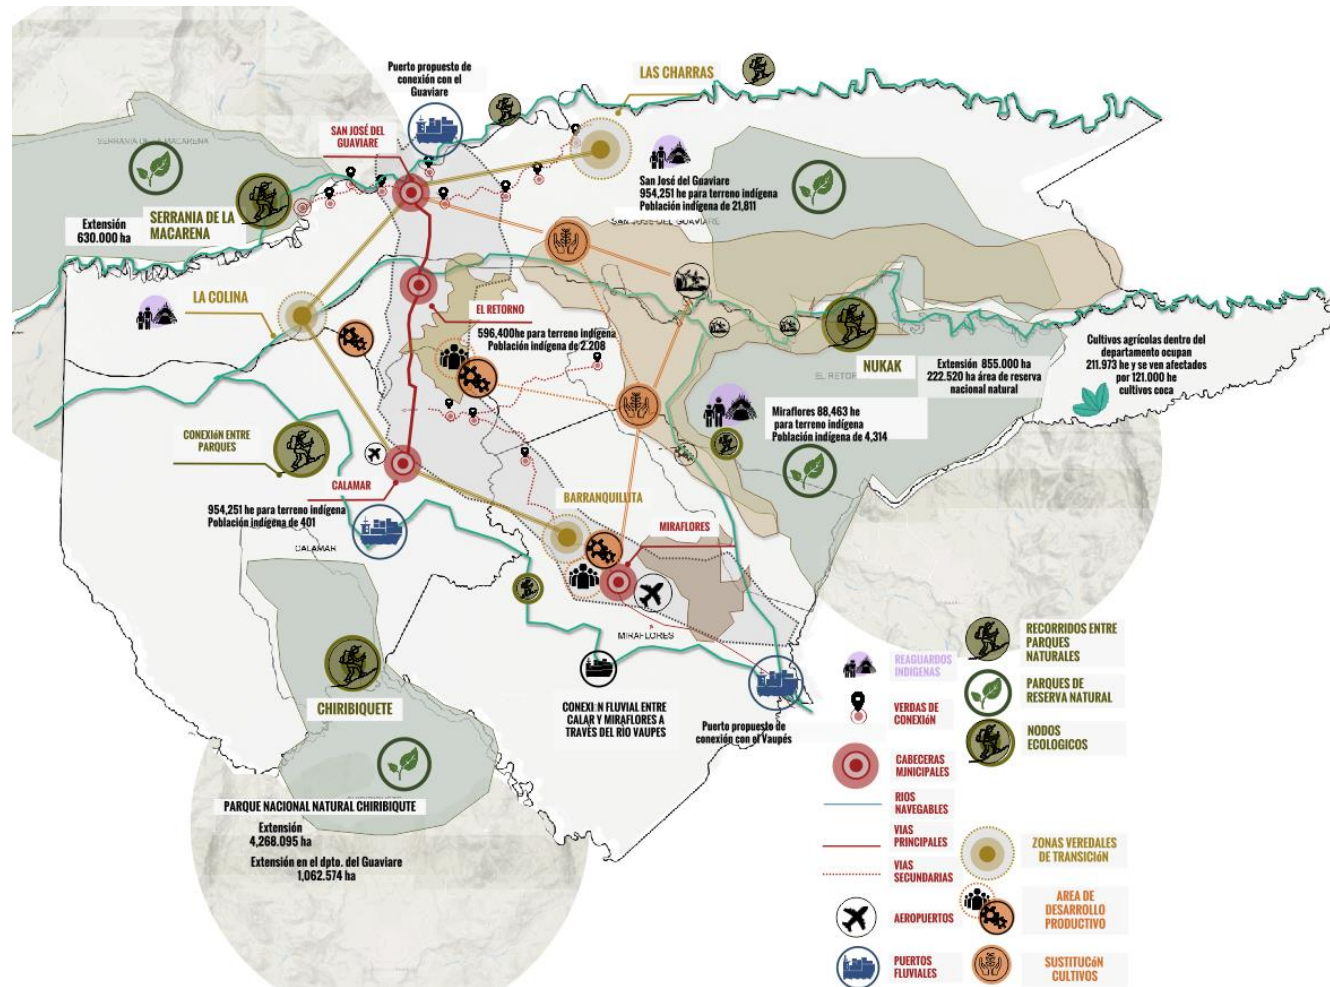 Puerto propuesto de
conexión con el
Guaviare
LAS CHARRAS
SERRANIA DE LA MACARENA
SAN JOSÉ DEL
GUAVIARE
San José del Guaviare
954,251 he para terreno indígena
Población indígena de 21,811
SAN JOSE DEL GUAVIARE
Extensión
630.000 ha
SERRANIA DE LA
MACARENA
LA COLINA
EL RETORNO
596,400he para terreno indígena
Población indígena de 2.208
NUKAK
EL RETOR
Extensión 855.000 ha
222.520 área de reserva
nacional natural
Cultivos agrícolas dentro del
departamento ocupan
211.973 he y se ven afectados
por 121.000 he
cultivos coca
Miraflores 88,463 he
para terreno indígena
Población indígena de 4,314
CONEXIóN ENTRE
PARQUES
CALAMAR
954,251 he para terreno indígena
Población indígena de 401
CALAMAR
BARRANQUILLITA
MIRAFLORES
MIRAFLORES
CHIRIBIQUETE
CONEXI:N FLUVIAL ENTRE
CALAR Y MIRAFLORES A
TRAVÉS DEL RÍO VAUPES
Puerto propuesto de
conexión con el Vaupés
PARQUE NACIONAL NATURAL CHIRIBIQUTE
Extensión
4,268.095 ha
Extensión en el dpto. del Guaviare
1,062.574 ha
REAGUARDOS
INDIGENAS
VERDAS DE
CONEXIóN
CABECERAS
MINICIPALES
RIOS
NAVEGABLES
VIAS
PRINCIPALES
VIAS
SECUNDARIAS
AEROPUERTOS
PUERTOS
FLUVIALES
RECORRIDOS ENTRE
PARQUES
NATURALES
PARQUES DE
RESERVA NATURAL
NODOS
ECOLOGICOS
ZONAS VEREDALES
DE TRANSICIóN
AREA DE
DESARROLLO
PRODUCTIVO
SUSTITUCóN
CULTIVOS